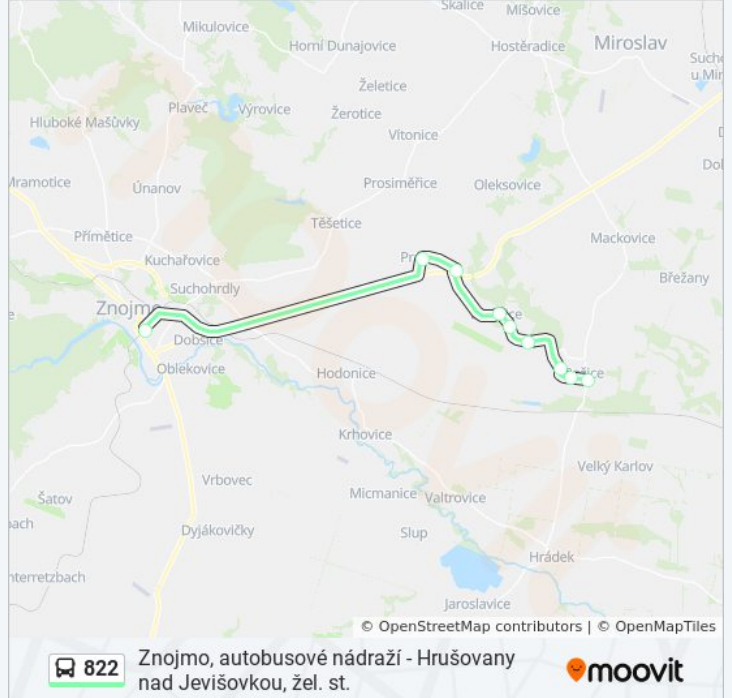 Skalice
Míšovice
Mikulovice
Horní Dunajovice
Hostěradice
Miroslav
Želetice
Plaveč
Výrovice
Žerotice
Hluboké Mašůvky
Vítonice
Únanov
Prosiměřice
Oleksovice
Těšetice
Přímětice
Mackovice
Kuchařovice
Břežany
Suchohrdly
Znojmo
Dobšice
Oblekovice
Hodonice
Krhovice
Velký Karlov
Vrbovec
Micmanice
Valtrovice
Šatov
Dyjákovičky
Slup
Hrádek
Jaroslavice
© OpenStreetMap contributors | © OpenMapTiles
822
Znojmo, autobusové nádraží - Hrušovany
nad Jevišovkou, žel. st.
moovit